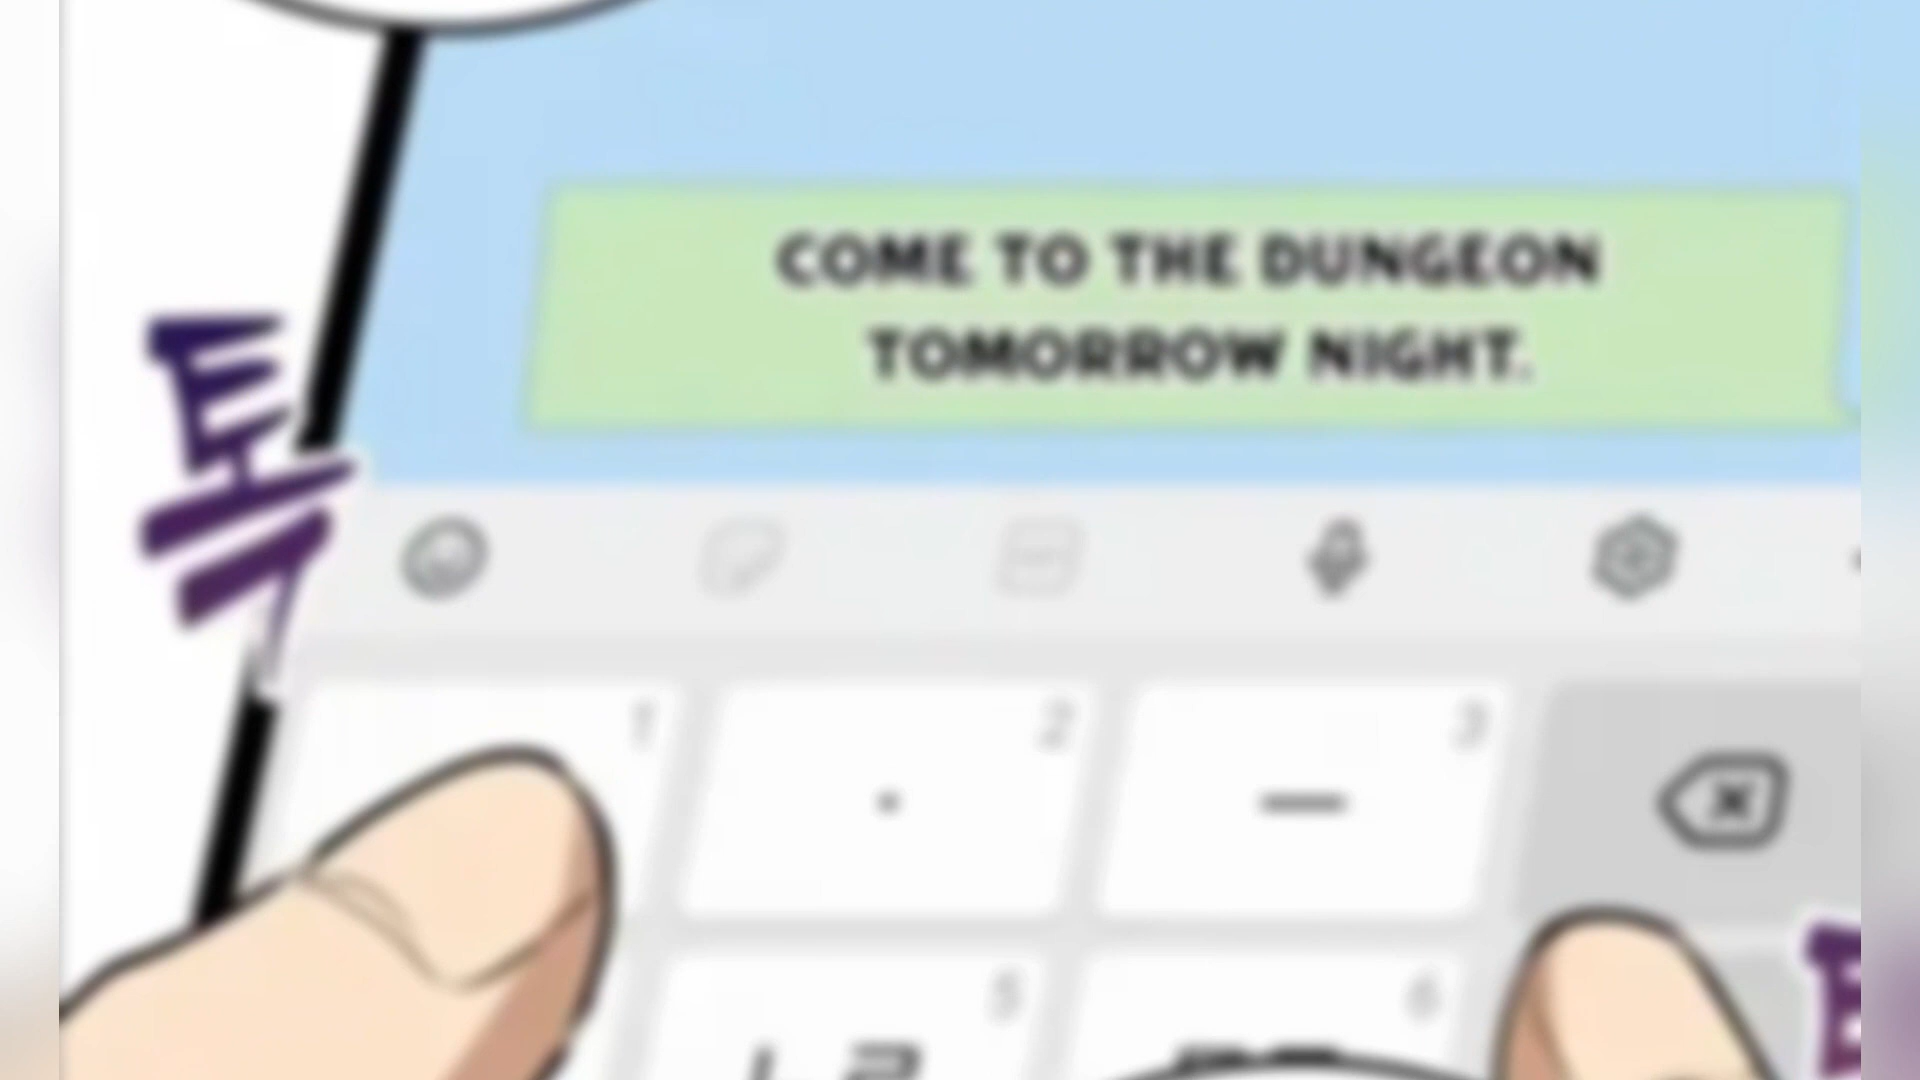 COME TO THE DUNGEON
TOMORROW NIGHT.
톡
1 2 3
5 6